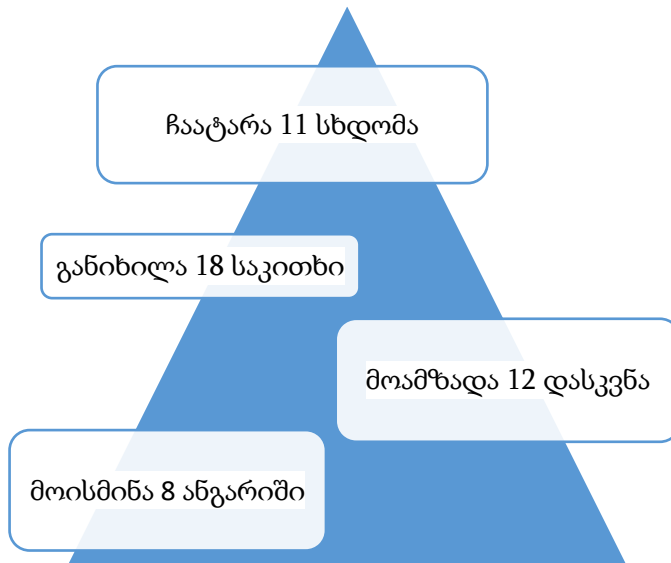 ჩაატარა 11 სხდომა
განიხილა 18 საკითხი
მოამზადა 12 დასკვნა
მოისმინა 8 ანგარიში